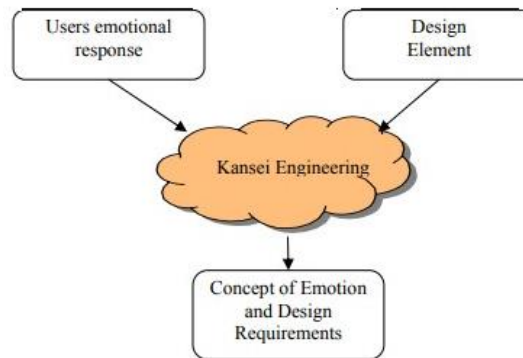 Users emotional
response
Design
Element
Kansei Engineering
Concept of Emotion
and Design
Requirements